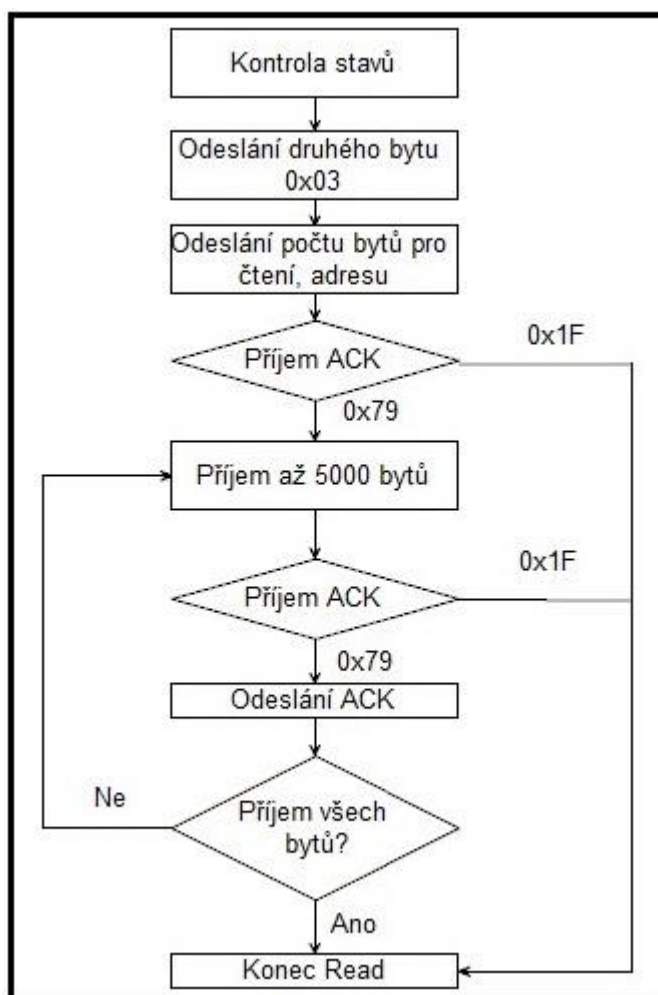 Kontrola stavů
Odeslání druhého bytu
0x03
Odeslání počtu bytů pro
čtení, adresu
Příjem ACK
0x1F
0x79
Příjem až 5000 bytů
Příjem ACK
0x1F
0x79
Odeslání ACK
Ne
Příjem všech
bytů?
Ano
Konec Read